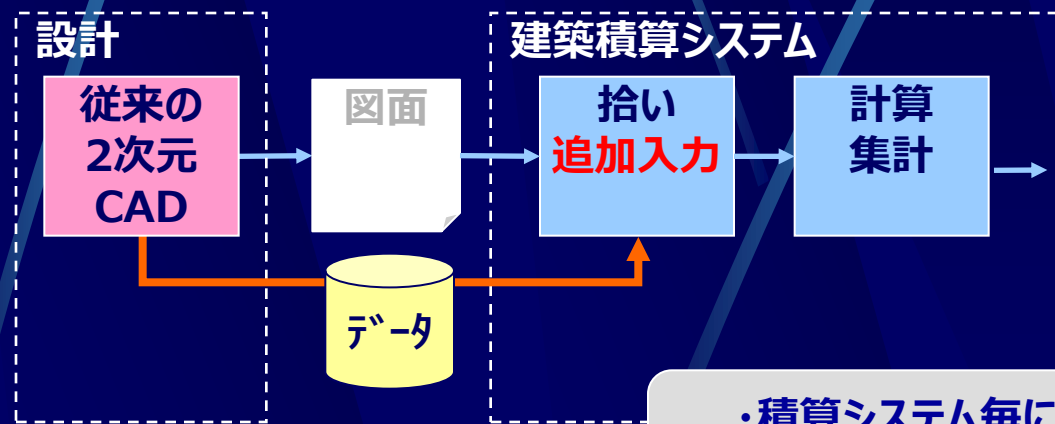 設計
建築積算システム
従来の
2次元
CAD
図面
拾い
追加入力
計算
集計
ﾃﾞｰﾀ
・積算システム毎に